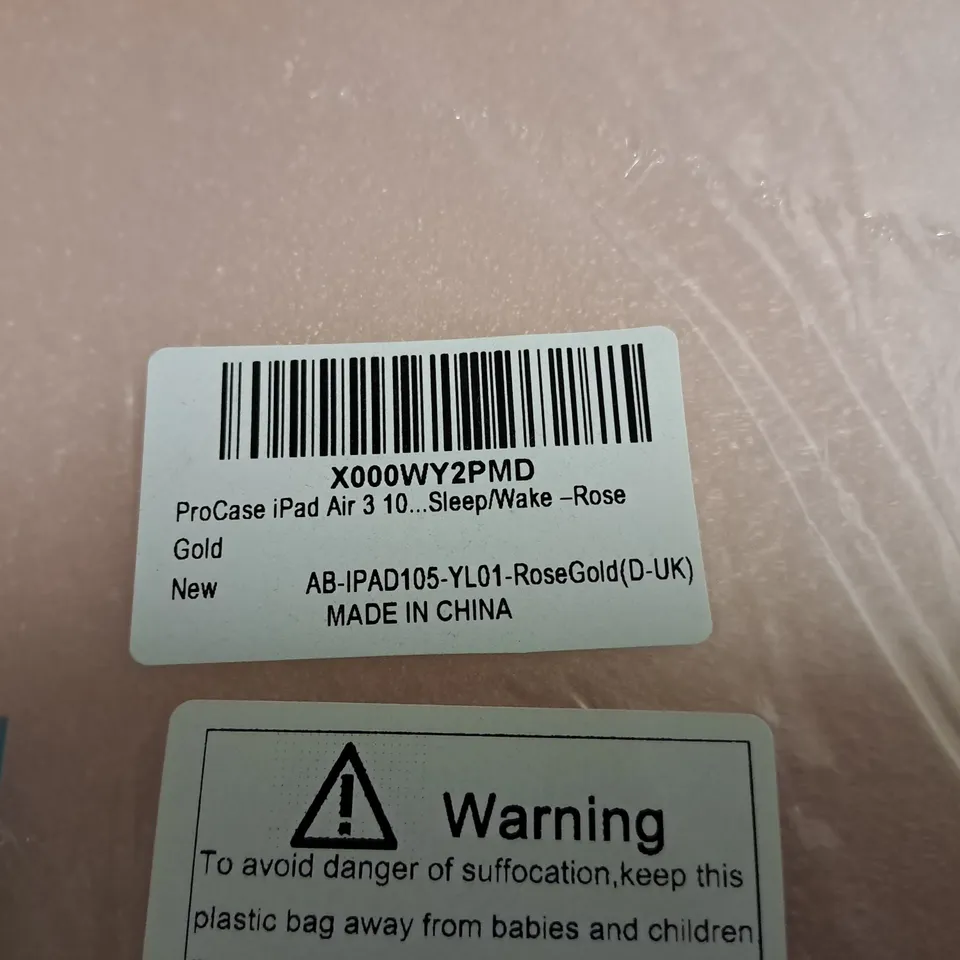 X000WY2PMD
ProCase iPad Air 3 10...Sleep/Wake –Rose
Gold
New AB-IPAD105-YL01-RoseGold(D-UK)
MADE IN CHINA
Warning
To avoid danger of suffocation,keep this
plastic bag away from babies and children